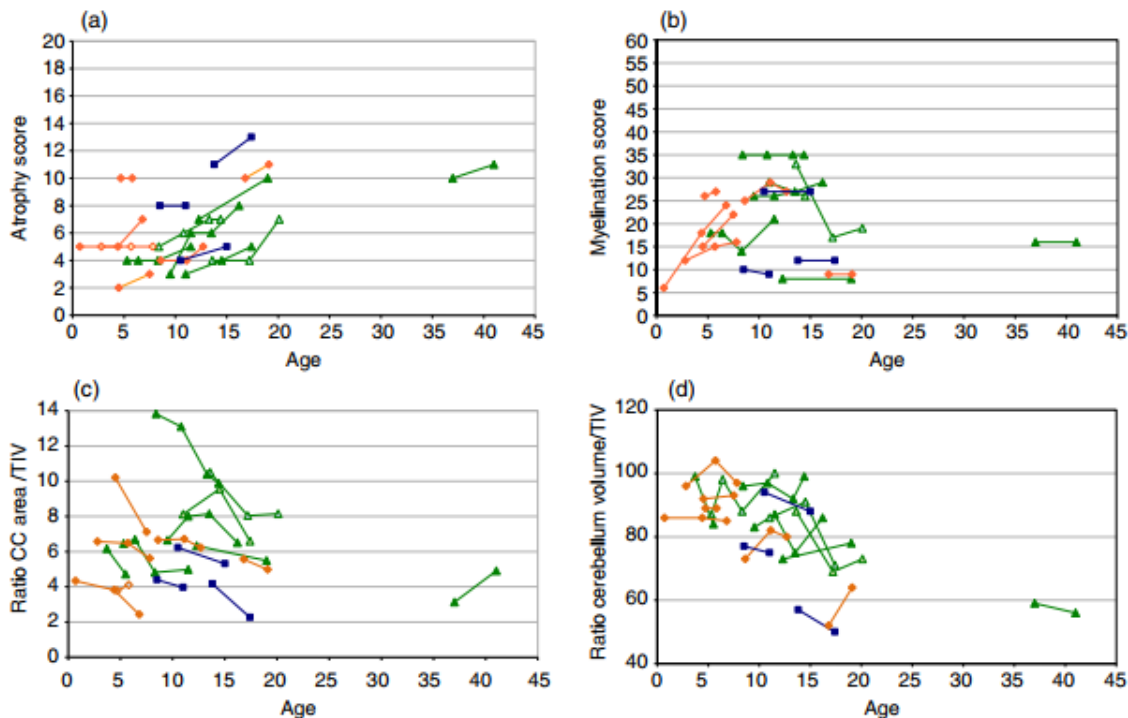 (a)
Atrophy score
20
18
16
14
12
10
8
6
4
2
0
0 5 10 15 20 25 30 35 40 45
Age
(b)
Myelination score
60
55
50
45
40
35
30
25
20
15
10
5
0
0 5 10 15 20 25 30 35 40 45
Age
(c)
Ratio CC area /TIV
14
12
10
8
6
4
2
0
0 5 10 15 20 25 30 35 40 45
Age
(d)
Ratio cerebellum volume/TIV
120
100
80
60
40
0 5 10 15 20 25 30 35 40 45
Age